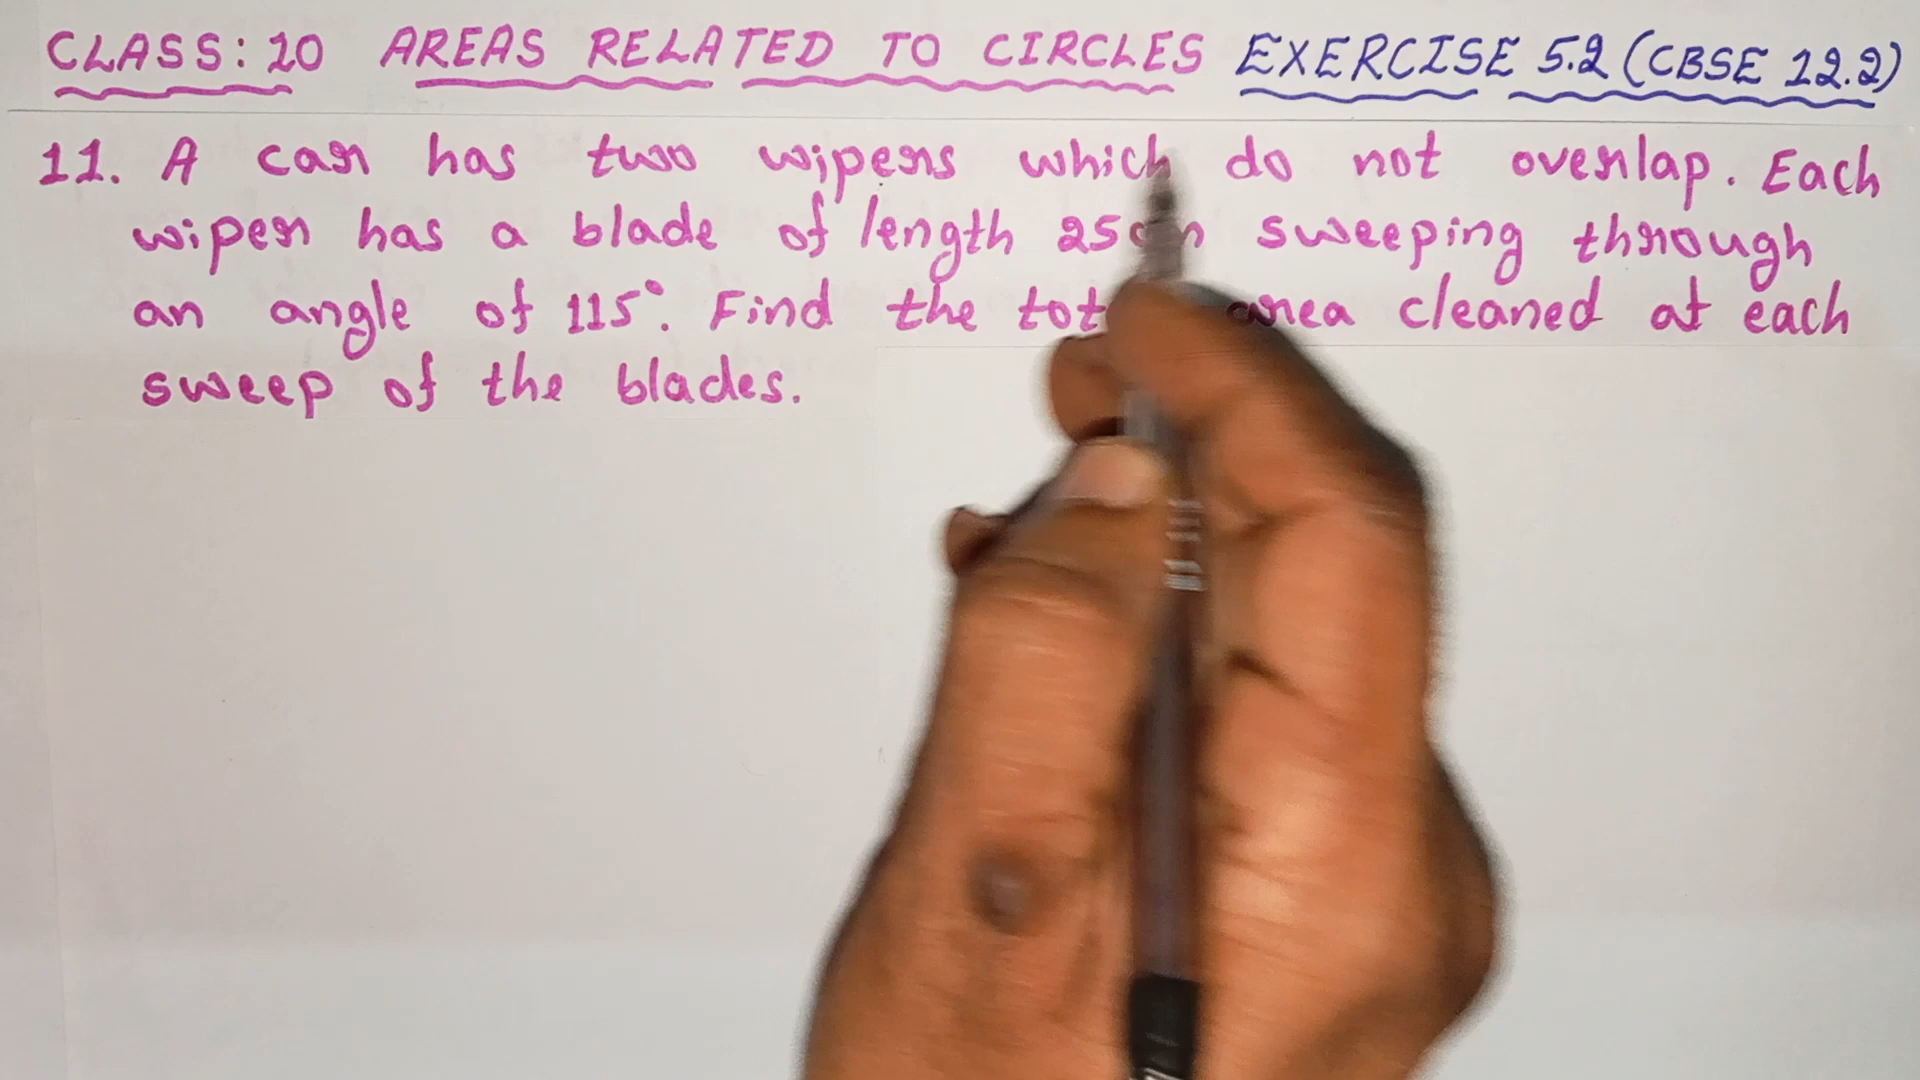 CLASS: 10 AREAS RELATED TO CIRCLES EXERCISE 5.2 (CBSE 12.2)
11. A car has two wipers which do not overlap. Each
wiper has a blade of length 25cm sweeping through
an angle of 115°. Find the area cleaned at each
sweep of the blades.